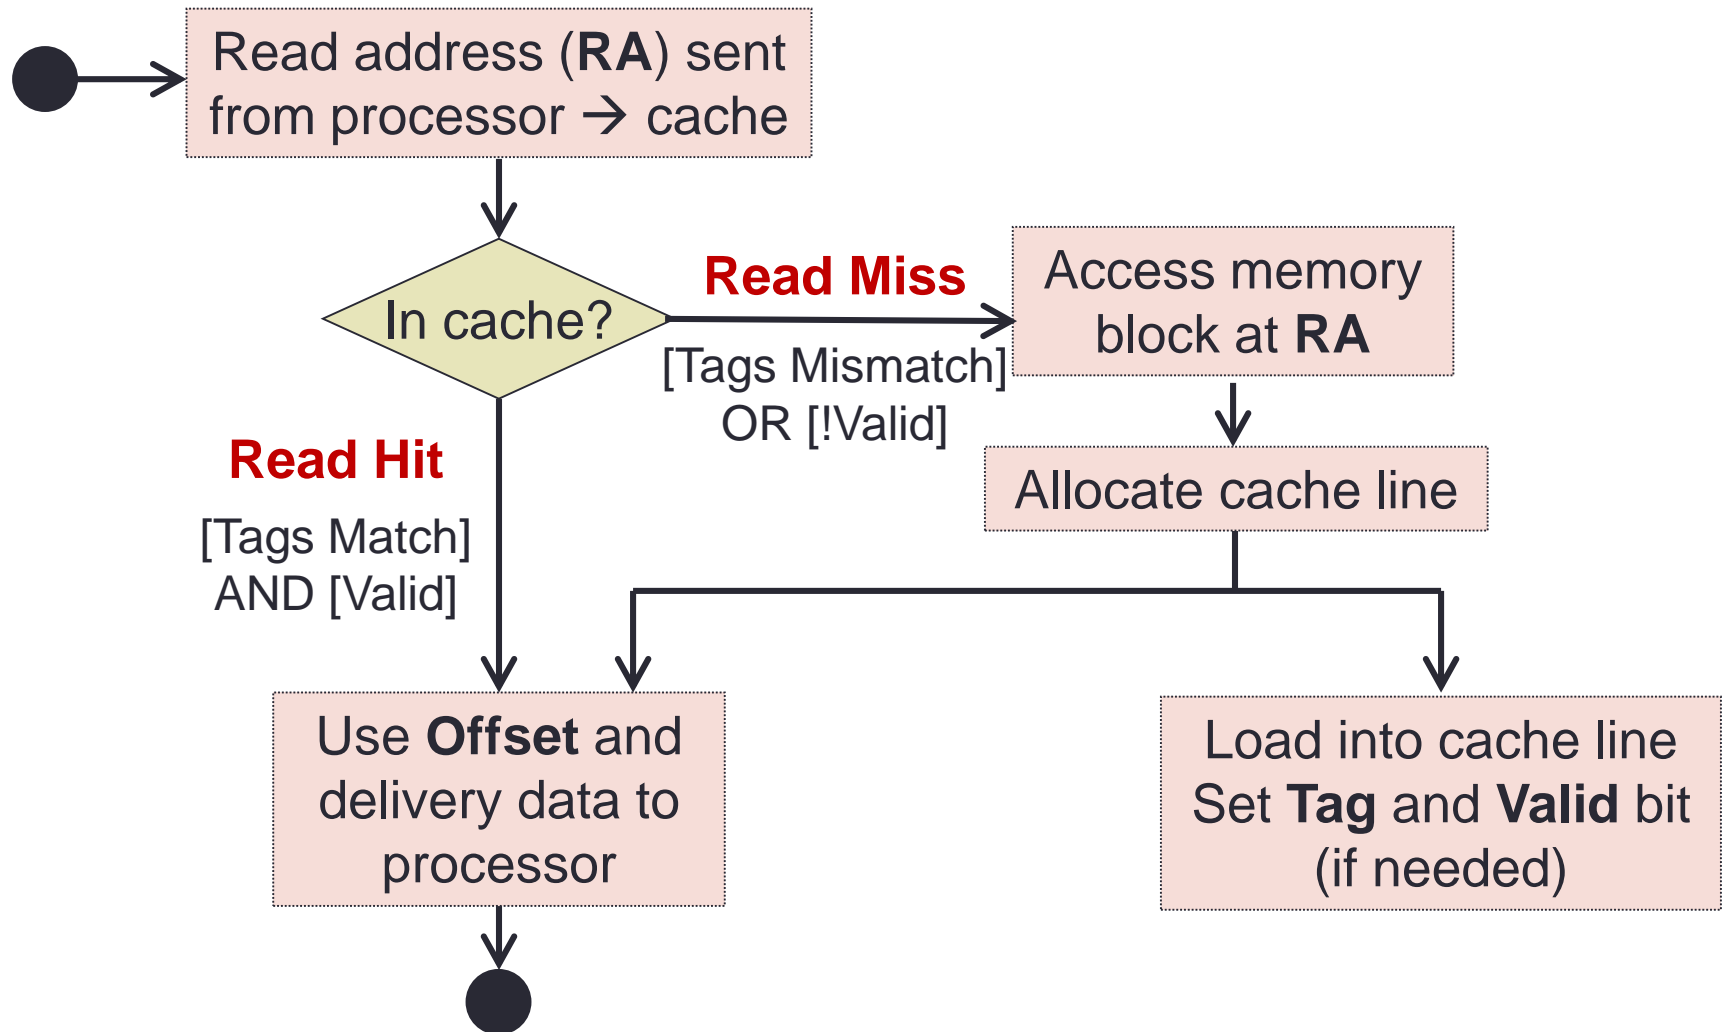 Read address (RA) sent
from processor → cache
In cache?
Read Miss
[Tags Mismatch]
OR [!Valid]
Access memory
block at RA
Allocate cache line
Read Hit
[Tags Match]
AND [Valid]
Use Offset and
delivery data to
processor
Load into cache line
Set Tag and Valid bit
(if needed)